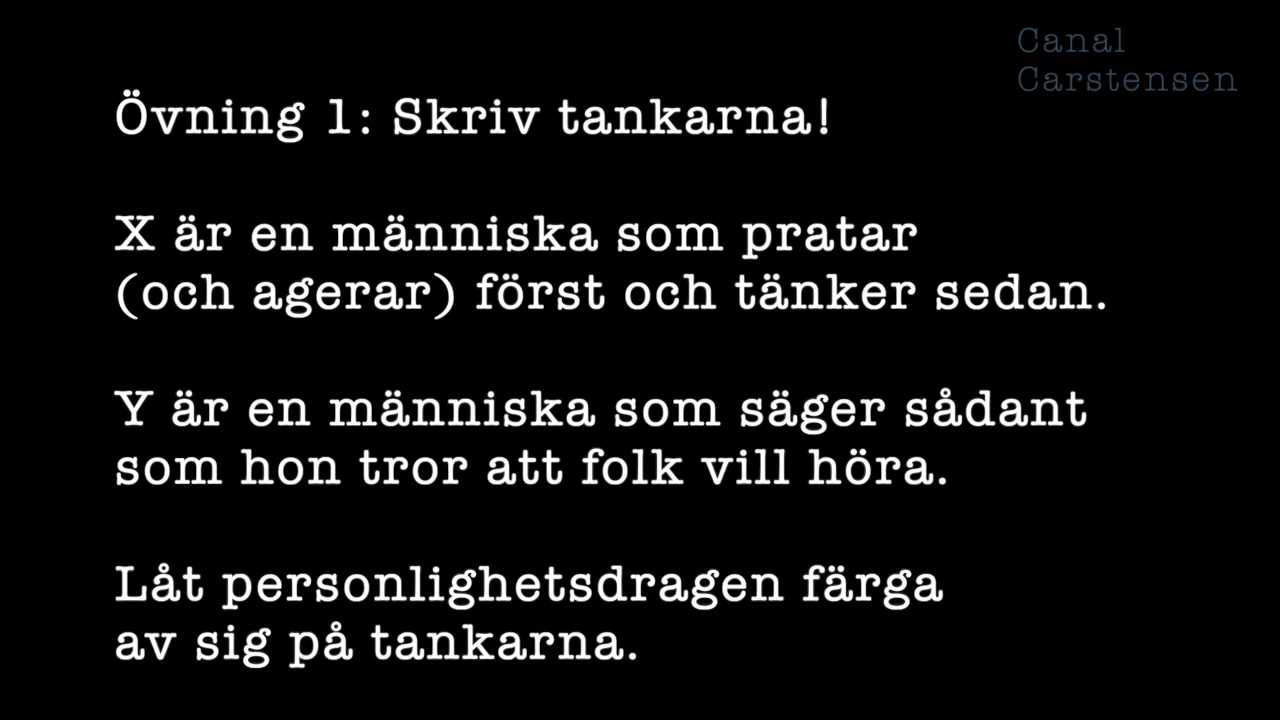 Canal
Carstensen
Övning 1: Skriv tankarna!
X är en människa som pratar
(och agerar) först och tänker sedan.
Y är en människa som säger sådant
som hon tror att folk vill höra.
Låt personlighetsdragen färga
av sig på tankarna.